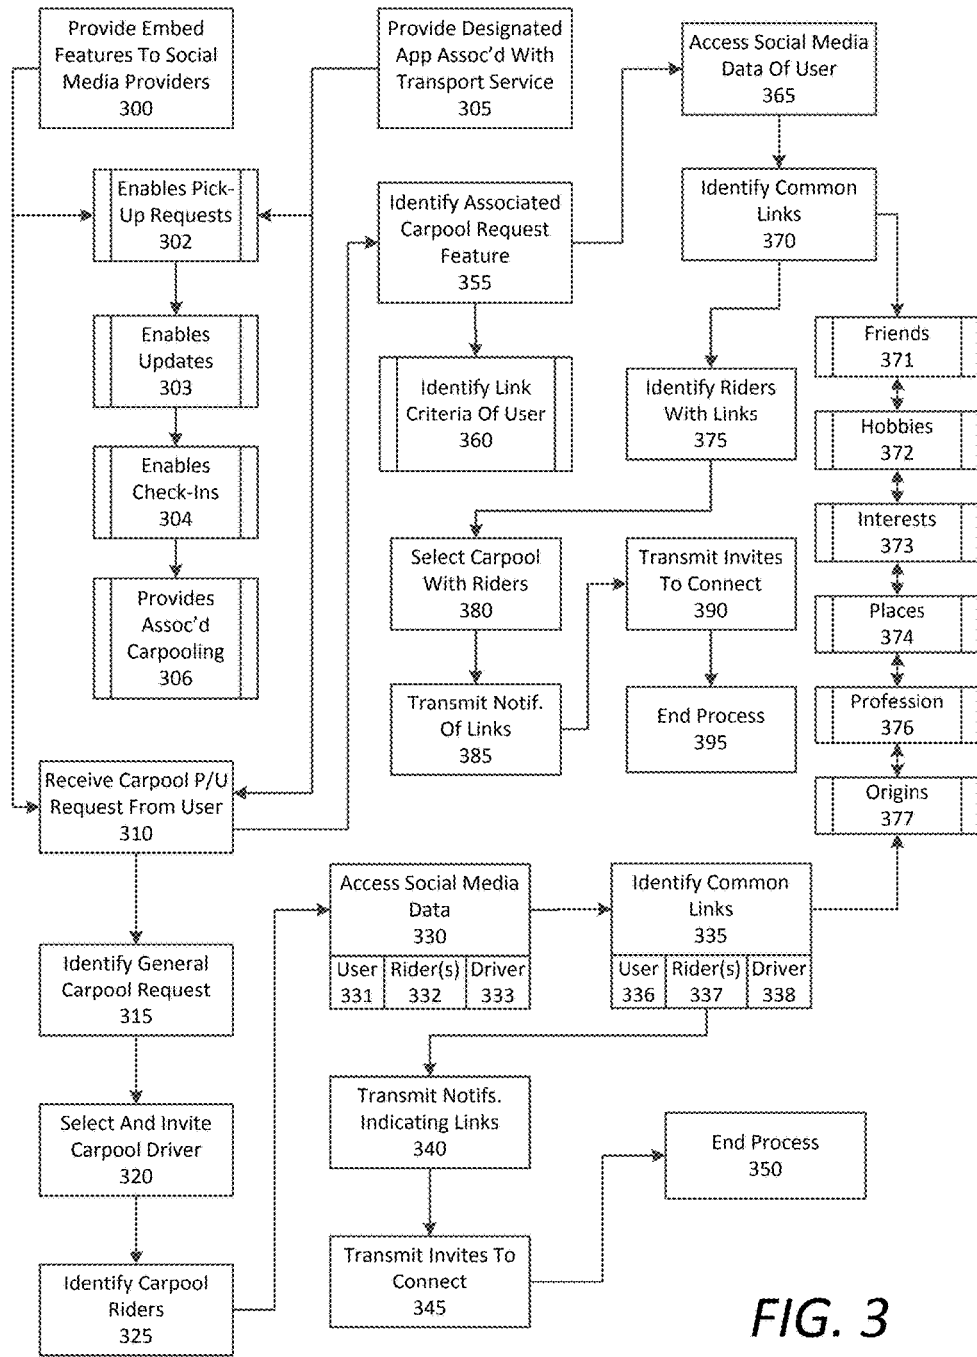 Provide Embed
Features To Social
Media Providers
300
Provide Designated
App Assoc'd With
Transport Service
305
Access Social Media
Data Of User
365
Enables Pick-
Up Requests
302
Identify Associated
Carpool Request
Feature
355
Identify Common
Links
370
Enables
Updates
303
Identify Link
Criteria Of User
360
Identify Riders
With Links
375
Friends
371
Hobbies
372
Enables
Check-Ins
304
Interests
373
Select Carpool
With Riders
380
Transmit Invites
To Connect
390
Provides
Assoc'd
Carpooling
306
Places
374
Transmit Notif.
Of Links
385
End Process
395
Profession
376
Receive Carpool P/U
Request From User
310
Origins
377
Access Social Media
Data
330
User
331
Rider(s)
332
Driver
333
Identify Common
Links
335
User
336
Rider(s)
337
Driver
338
Identify General
Carpool Request
315
Transmit Notifs.
Indicating Links
340
Select And Invite
Carpool Driver
320
End Process
350
Transmit Invites To
Connect
345
Identify Carpool
Riders
325
FIG. 3